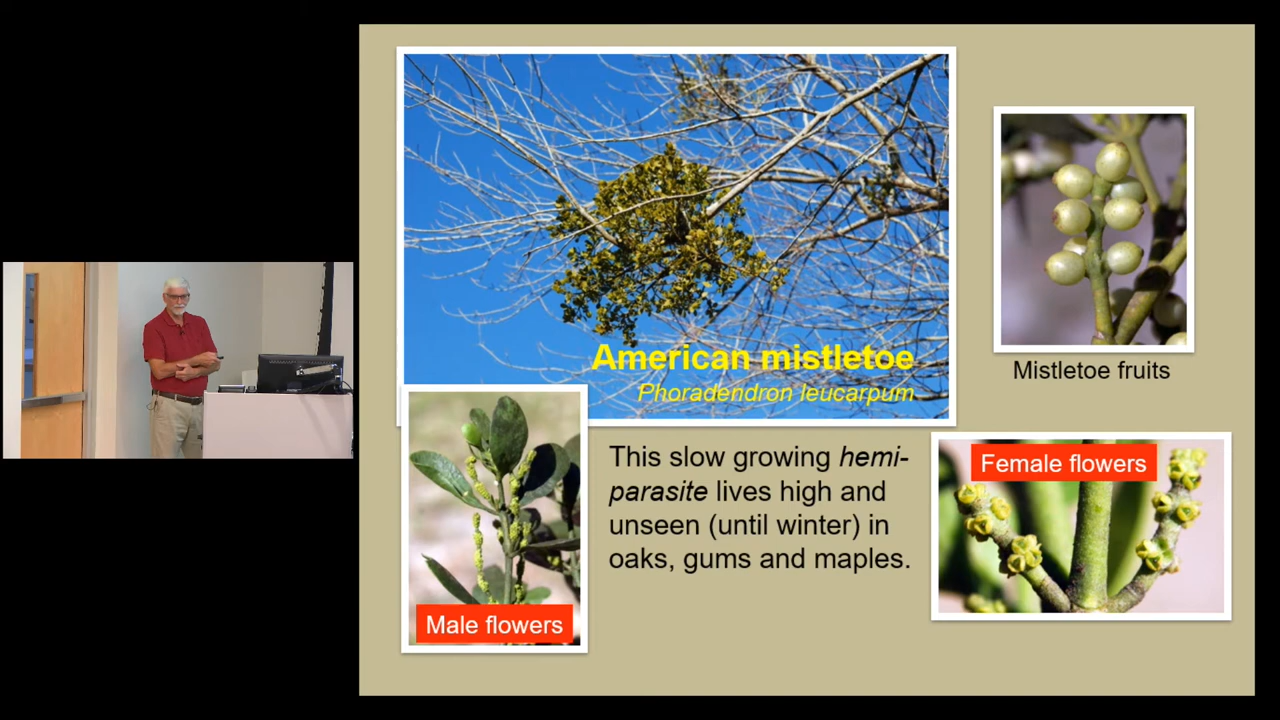 American mistletoe
Phoradendron leucarpum
Mistletoe fruits
This slow growing hemi-
parasite lives high and
unseen (until winter) in
oaks, gums and maples.
Female flowers
Male flowers